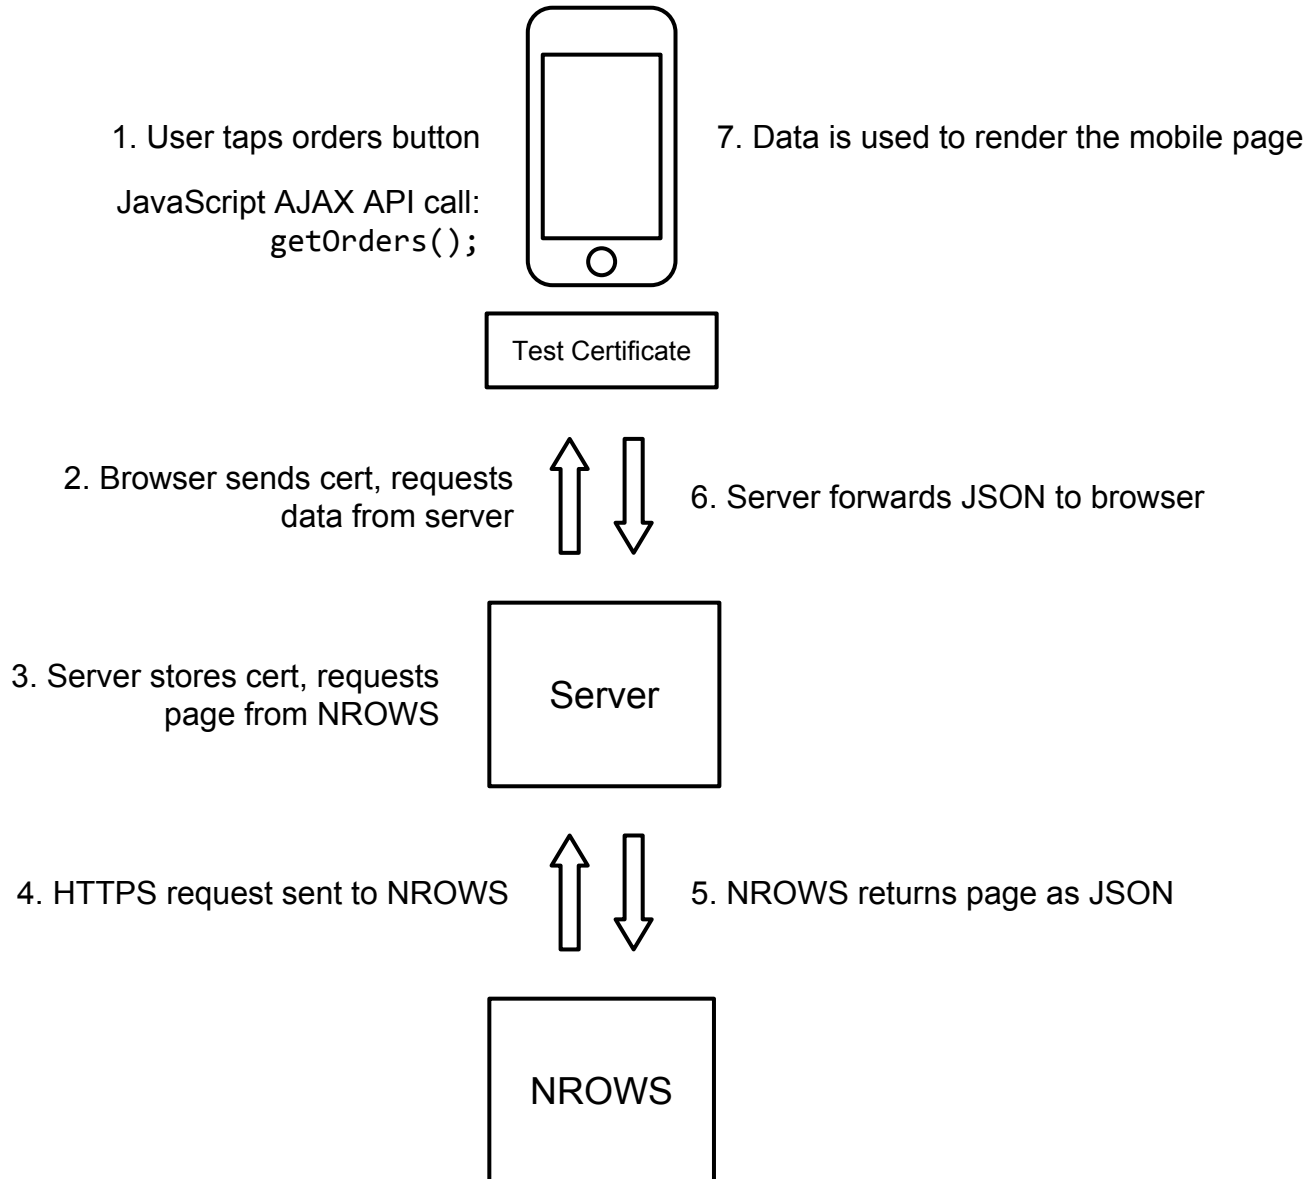 1. User taps orders button
JavaScript AJAX API call:
getOrders();
7. Data is used to render the mobile page
Test Certificate
2. Browser sends cert, requests
data from server
6. Server forwards JSON to browser
3. Server stores cert, requests
page from NROWS
Server
4. HTTPS request sent to NROWS
5. NROWS returns page as JSON
NROWS